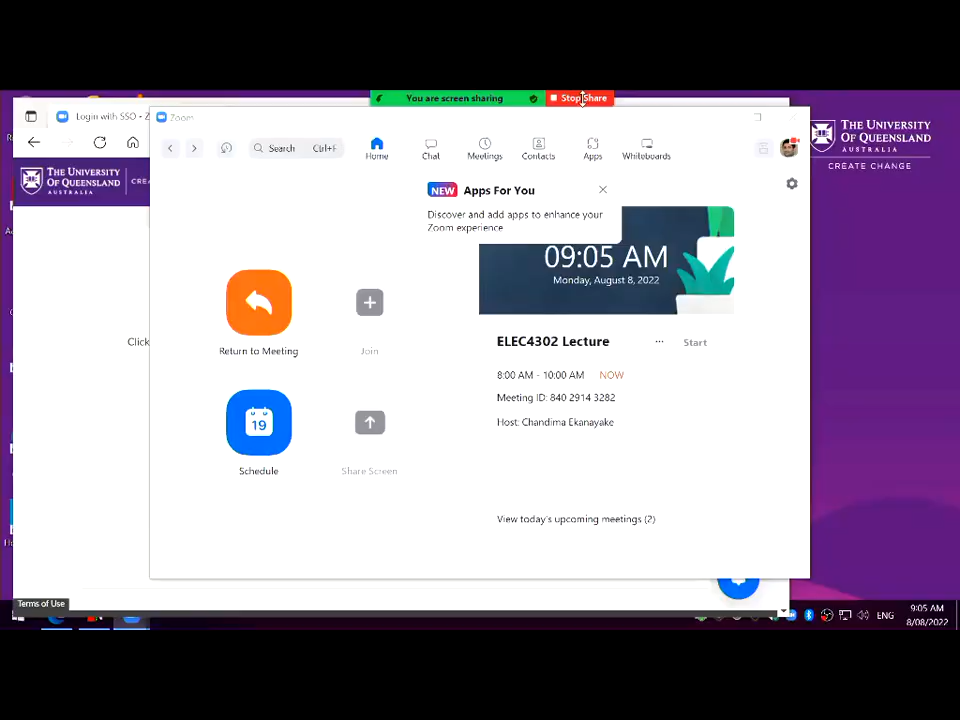 You are screen sharing
Stop Share
Login with SSO - Z
Zoom
Search Ctrl+F
Home
Chat
Meetings
Contacts
Apps
Whiteboards
THE UNIVERSITY
OF QUEENSLAND
AUSTRALIA
CREATE CHANGE
THE UNIVERSITY
OF QUEENSLAND
AUSTRALIA
CRE
NEW Apps For You
Discover and add apps to enhance your
Zoom experience
09:05 AM
Monday, August 8, 2022
Click
Return to Meeting
Join
ELEC4302 Lecture
... Start
8:00 AM - 10:00 AM NOW
Meeting ID: 840 2914 3282
Host: Chandima Ekanayake
19
Schedule
Share Screen
View today's upcoming meetings (2)
Terms of Use
ENG
9:05 AM
8/08/2022